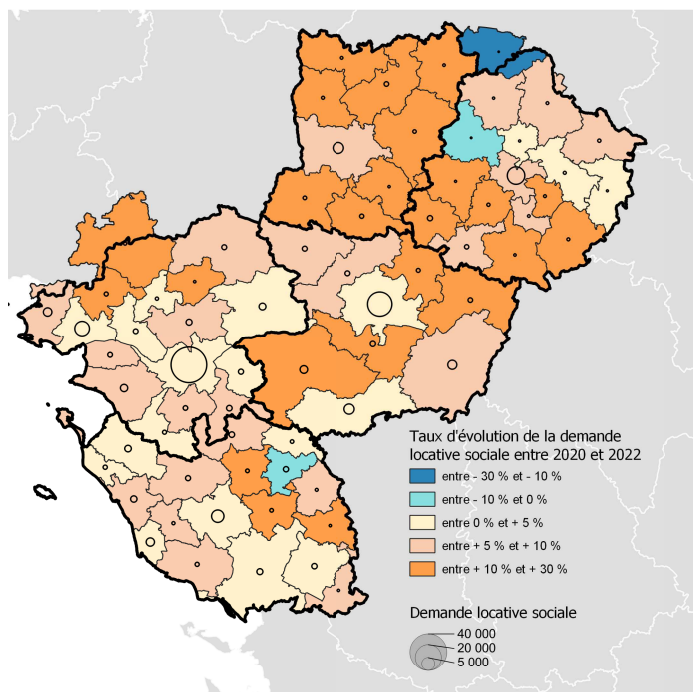 Taux d'évolution de la demande
locative sociale entre 2020 et 2022
entre - 30 % et - 10 %
entre - 10 % et 0 %
entre 0 % et + 5 %
entre + 5 % et + 10 %
entre + 10 % et + 30 %
Demande locative sociale
40 000
20 000
5 000